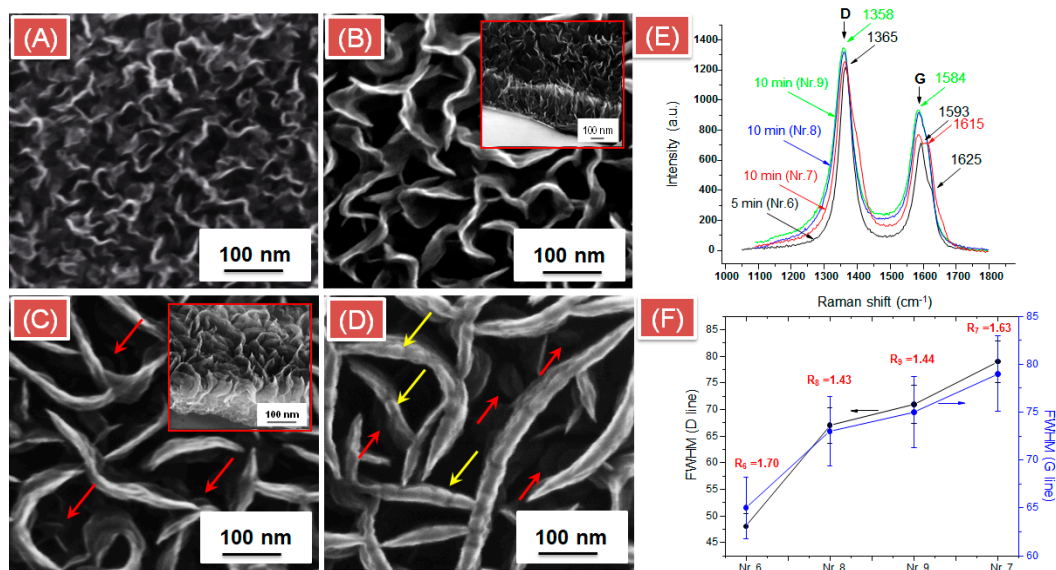 (A)
100 nm
(B)
100 nm
100 nm
(C)
100 nm
100 nm
(D)
100 nm
(E)
D
1358
1365
G
1584
1593
1615
1625
10 min (Nr.9)
10 min (Nr.8)
10 min (Nr.7)
5 min (Nr.6)
Intensity (a.u.)
1400
1200
1000
800
600
400
200
0
1000 1100 1200 1300 1400 1500 1600 1700 1800
Raman shift (cm⁻¹)
(F)
R₆ =1.70
R₈ =1.43
R₉ =1.44
R₇ =1.63
FWHM (D line)
85
80
75
70
65
60
55
50
45
FWHM (G line)
85
80
75
70
65
60
Nr. 6 Nr. 8 Nr. 9 Nr. 7